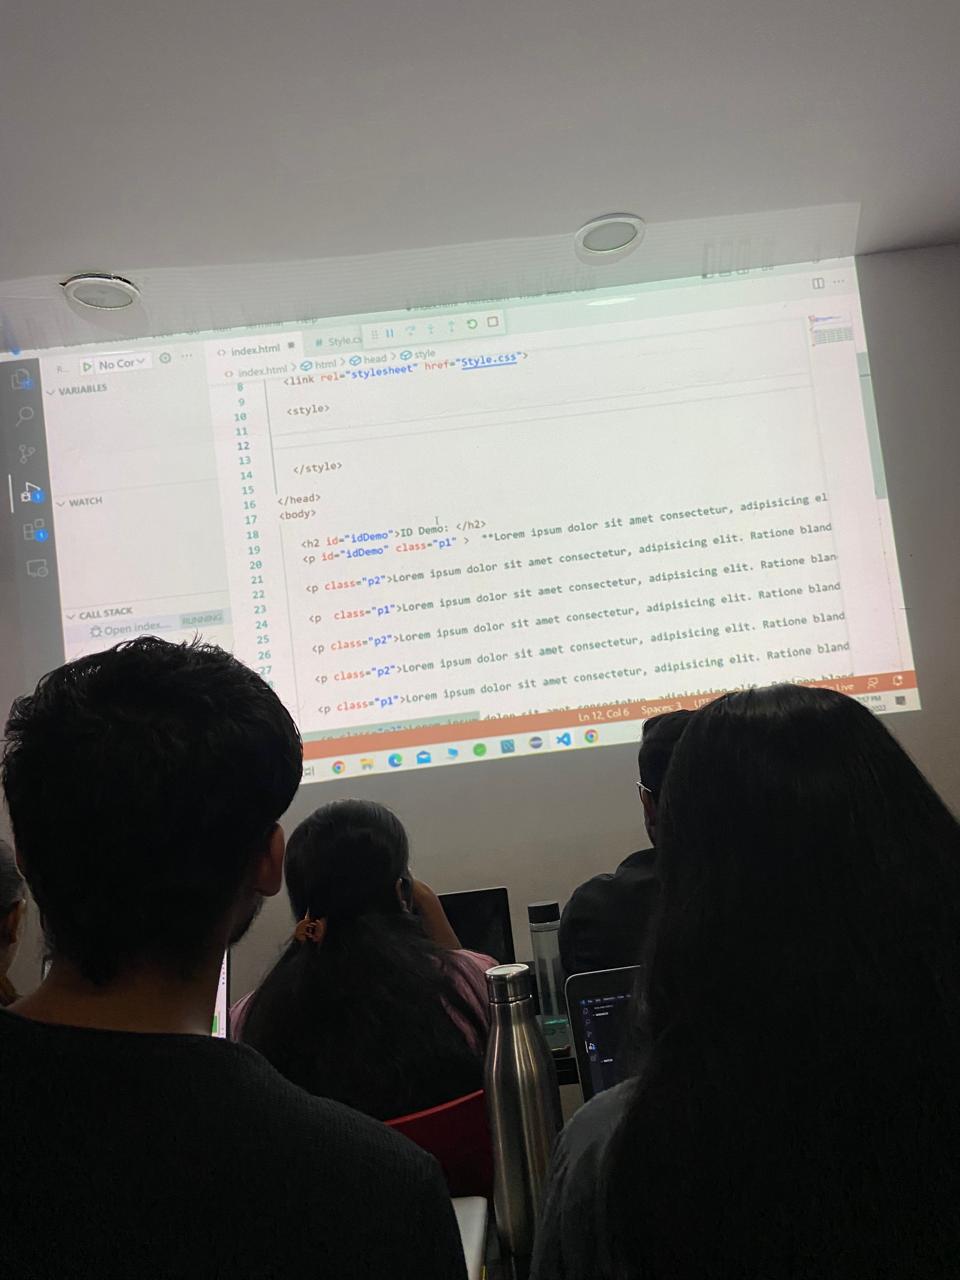 index.html
Style.cs
R...
No Cor
index.html > html > head > style
VARIABLES
WATCH
CALL STACK
Open index...
RUNNING
8 <link rel="stylesheet" href="Style.css">
9
10 <style>
11
12
13
14 </style>
15
16 </head>
17 <body>
18
19 <h2 id="idDemo">ID Demo: </h2>
20 <p id="idDemo" class="p1" > **Lorem ipsum dolor sit amet consectetur, adipisicing el
21
22 <p class="p2">Lorem ipsum dolor sit amet consectetur, adipisicing elit. Ratione bland
23
24 <p class="p1">Lorem ipsum dolor sit amet consectetur, adipisicing elit. Ratione blan
25
26 <p class="p2">Lorem ipsum dolor sit amet consectetur, adipisicing elit. Ratione bland
27
<p class="p2">Lorem ipsum dolor sit amet consectetur, adipisicing elit. Ratione bland
<p class="p1">Lorem ipsum dolor sit amet consectetur, adipisicing elit. Ratione bland
Ln 12, Col 6 Spaces: 3 Live